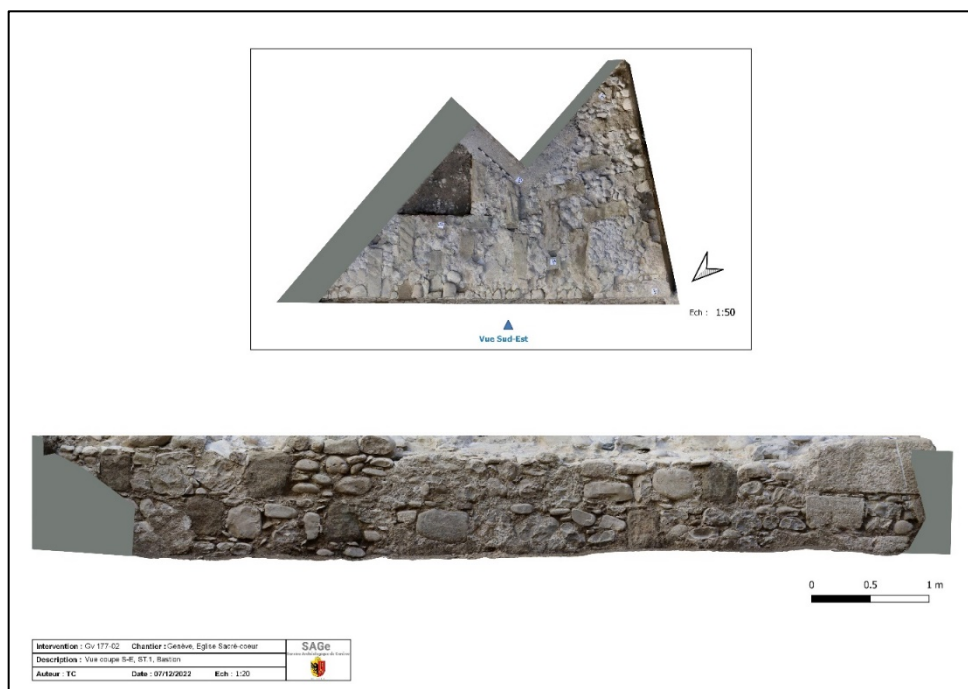 Ech : 1:50
Vue Sud-Est
0 0.5 1 m
Intervention : Gv 177-02 Chantier : Genève, Eglise Sacré-coeur
Description : Vue coupe S-E, ST.1, Bastion
Auteur : TC Date : 07/12/2022 Ech : 1:20
SAGe